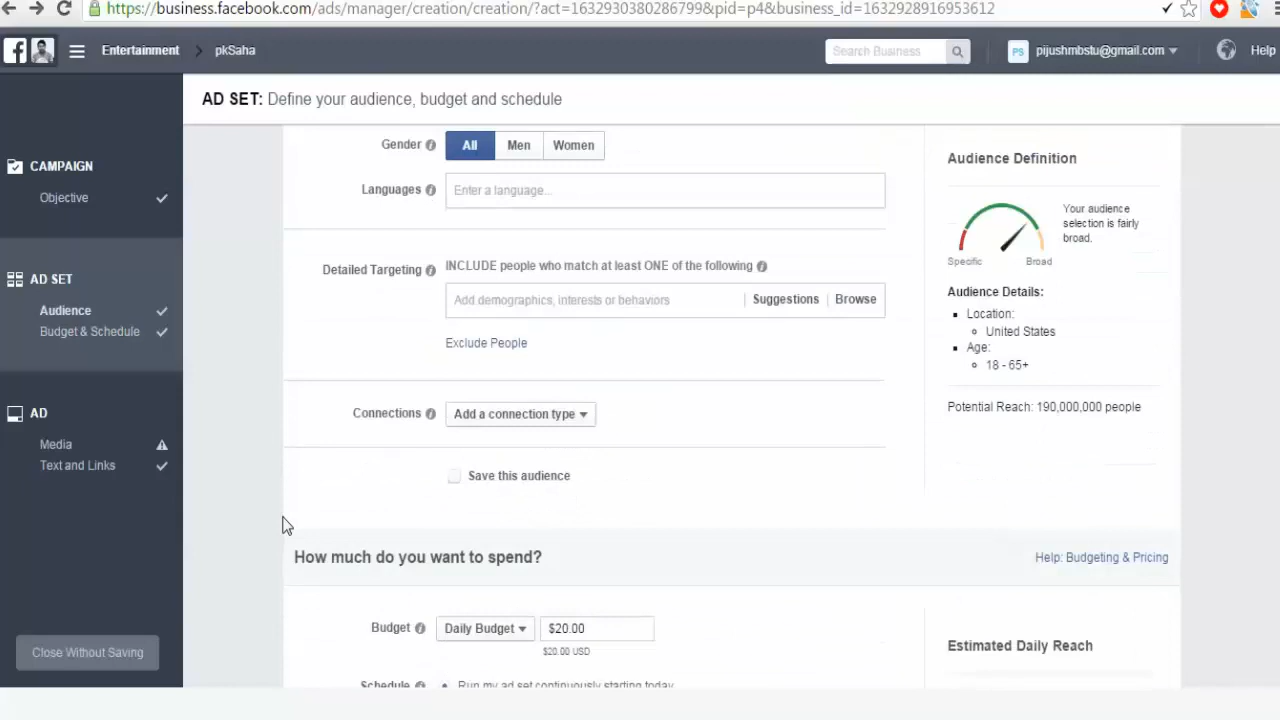 https://business.facebook.com/ads/manager/creation/creation/?act=1632930380286799&pid=p4&business_id=1632928916953612
Entertainment > pkSaha
Search Business
PS pijushmbstu@gmail.com
Help
AD SET: Define your audience, budget and schedule
CAMPAIGN
Objective
AD SET
Audience
Budget & Schedule
AD
Media
Text and Links
Close Without Saving
Gender All Men Women
Languages Enter a language...
Detailed Targeting INCLUDE people who match at least ONE of the following
Add demographics, interests or behaviors | Suggestions | Browse
Exclude People
Connections Add a connection type
Save this audience
How much do you want to spend?
Help: Budgeting & Pricing
Budget Daily Budget $20.00
$20.00 USD
Schedule Run my ad set continuously starting today
Audience Definition
Your audience
selection is fairly
broad.
Specific Broad
Audience Details:
Location:
United States
Age:
18 - 65+
Potential Reach: 190,000,000 people
Estimated Daily Reach